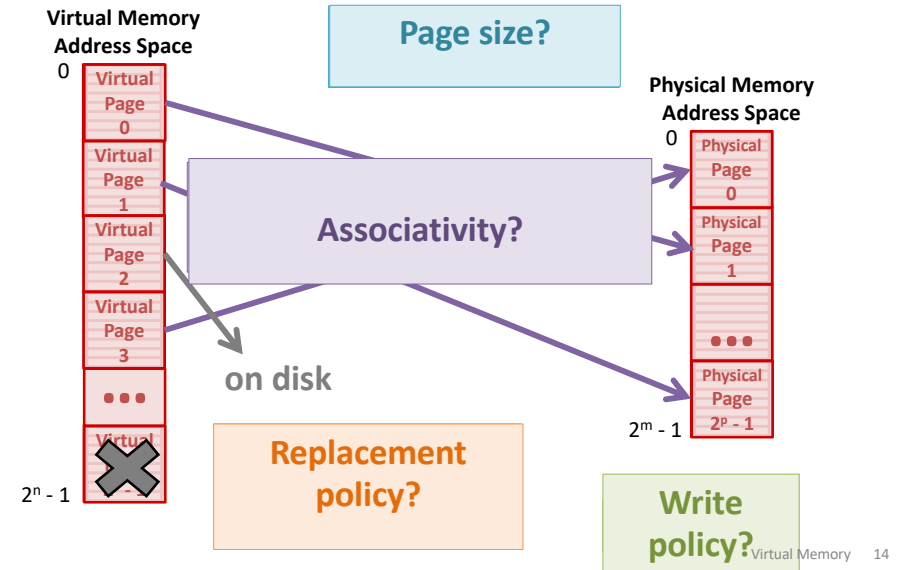 Virtual Memory
Address Space
0
Virtual
Page
0
Virtual
Page
1
Virtual
Page
2
Virtual
Page
3
...
Virtual
2ⁿ - 1
on disk
Page size?
Associativity?
Replacement
policy?
Write
policy?
Physical Memory
Address Space
0
Physical
Page
0
Physical
Page
1
...
Physical
Page
2ᵖ - 1
2ᵐ - 1
Virtual Memory 14